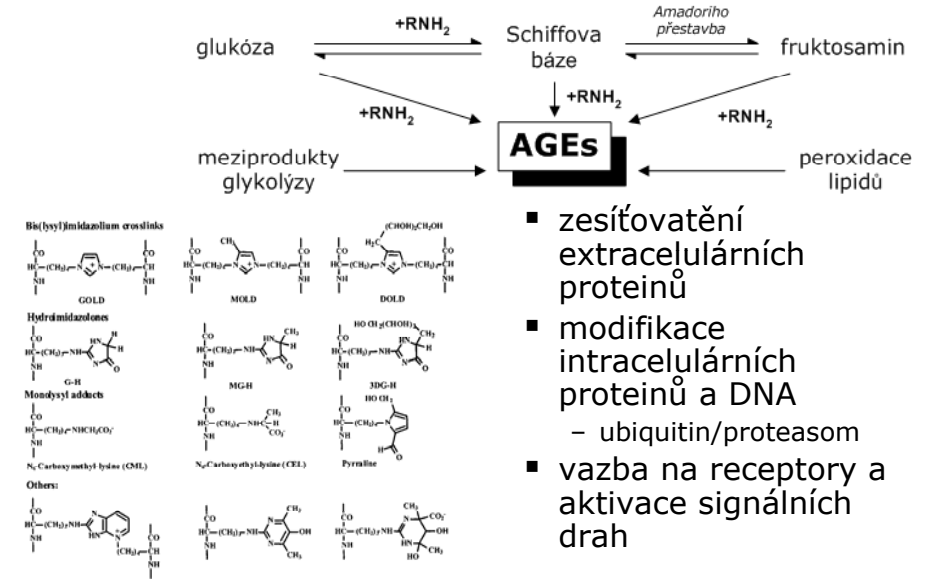 +RNH2
Amadoriho
přestavba
glukóza
Schiffova
báze
fruktosamin
+RNH2
+RNH2
+RNH2
AGEs
meziprodukty
glykolýzy
peroxidace
lipidů
Bis(lysyl)imidazolium crosslinks
GOLD
MOLD
DOLD
Hydroimidazolones
G-H
MG-H
3DG-H
Monolysyl adducts
Nε-Carboxymethyl-lysine (CML)
Nε-Carboxyethyl-lysine (CEL)
Pyrraline
Others:
▪ zesíťovatění
extracelulárních
proteinů
▪ modifikace
intracelulárních
proteinů a DNA
– ubiquitin/proteasom
▪ vazba na receptory a
aktivace signálních
drah